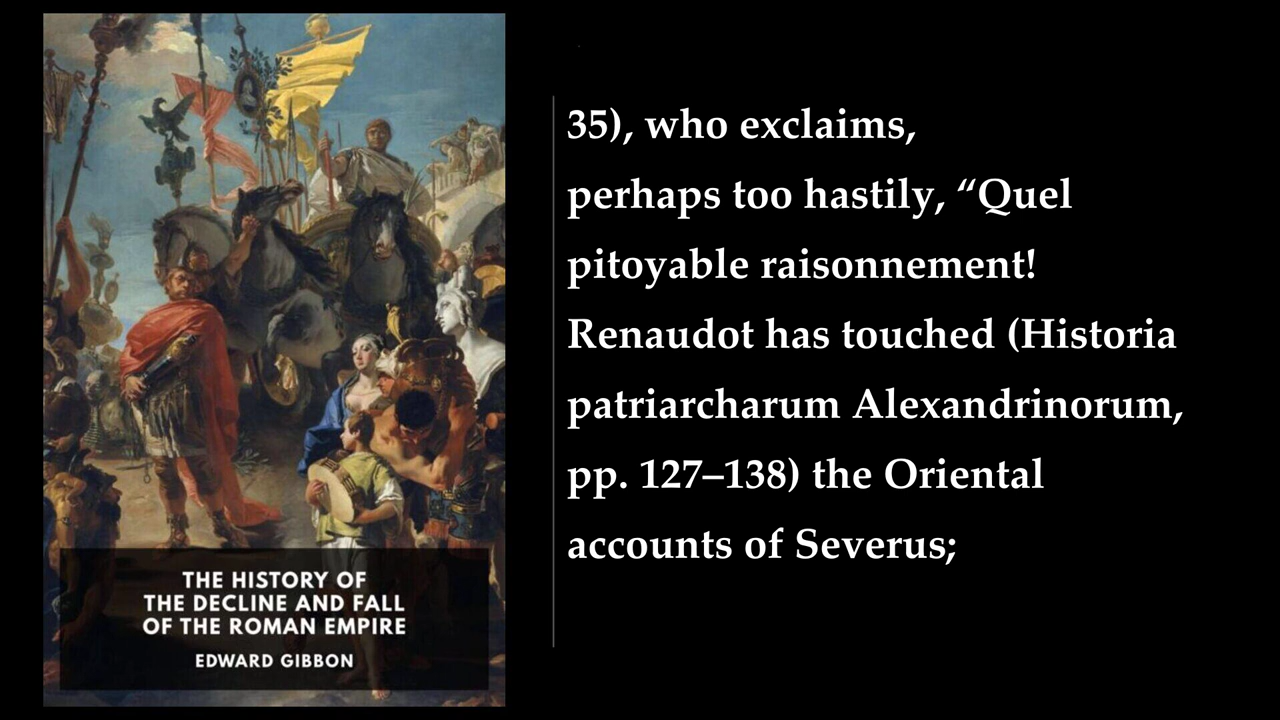 THE HISTORY OF
THE DECLINE AND FALL
OF THE ROMAN EMPIRE
EDWARD GIBBON
35), who exclaims,
perhaps too hastily, “Quel
pitoyable raisonnement!
Renaudot has touched (Historia
patriarcharum Alexandrinorum,
pp. 127–138) the Oriental
accounts of Severus;